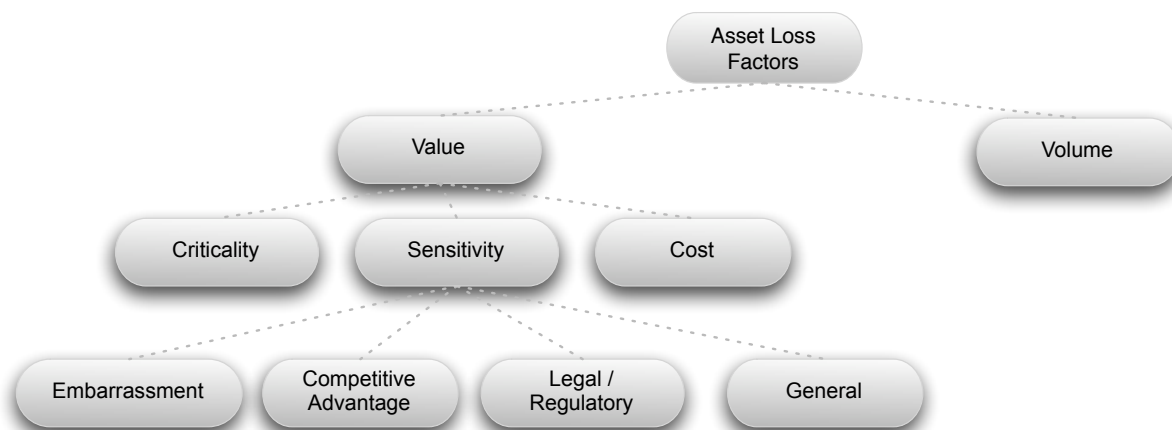 Asset Loss
Factors
Value
Volume
Criticality
Sensitivity
Cost
Embarrassment
Competitive
Advantage
Legal /
Regulatory
General